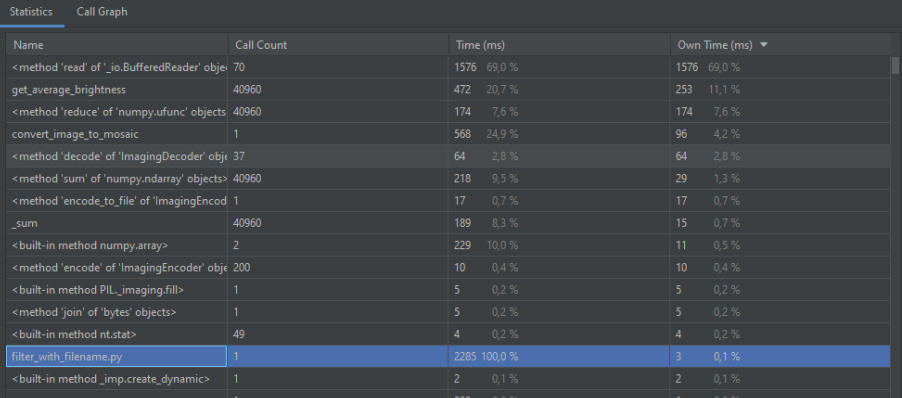 Statistics Call Graph
Name Call Count Time (ms) Own Time (ms)
<method 'read' of '_io.BufferedReader' obje 70 1576 69,0 % 1576 69,0 %
get_average_brightness 40960 472 20,7 % 253 11,1 %
<method 'reduce' of 'numpy.ufunc' objects 40960 174 7,6 % 174 7,6 %
convert_image_to_mosaic 1 568 24,9 % 96 4,2 %
<method 'decode' of 'ImagingDecoder' obje 37 64 2,8 % 64 2,8 %
<method 'sum' of 'numpy.ndarray' objects> 40960 218 9,5 % 29 1,3 %
<method 'encode_to_file' of 'ImagingEncod 1 17 0,7 % 17 0,7 %
_sum 40960 189 8,3 % 15 0,7 %
<built-in method numpy.array> 2 229 10,0 % 11 0,5 %
<method 'encode' of 'ImagingEncoder' obje 200 10 0,4 % 10 0,4 %
<built-in method PIL._imaging.fill> 1 5 0,2 % 5 0,2 %
<method 'join' of 'bytes' objects> 1 5 0,2 % 5 0,2 %
<built-in method nt.stat> 49 4 0,2 % 4 0,2 %
filter_with_filename.py 1 2285 100,0 % 3 0,1 %
<built-in method _imp.create_dynamic> 1 2 0,1 % 2 0,1 %